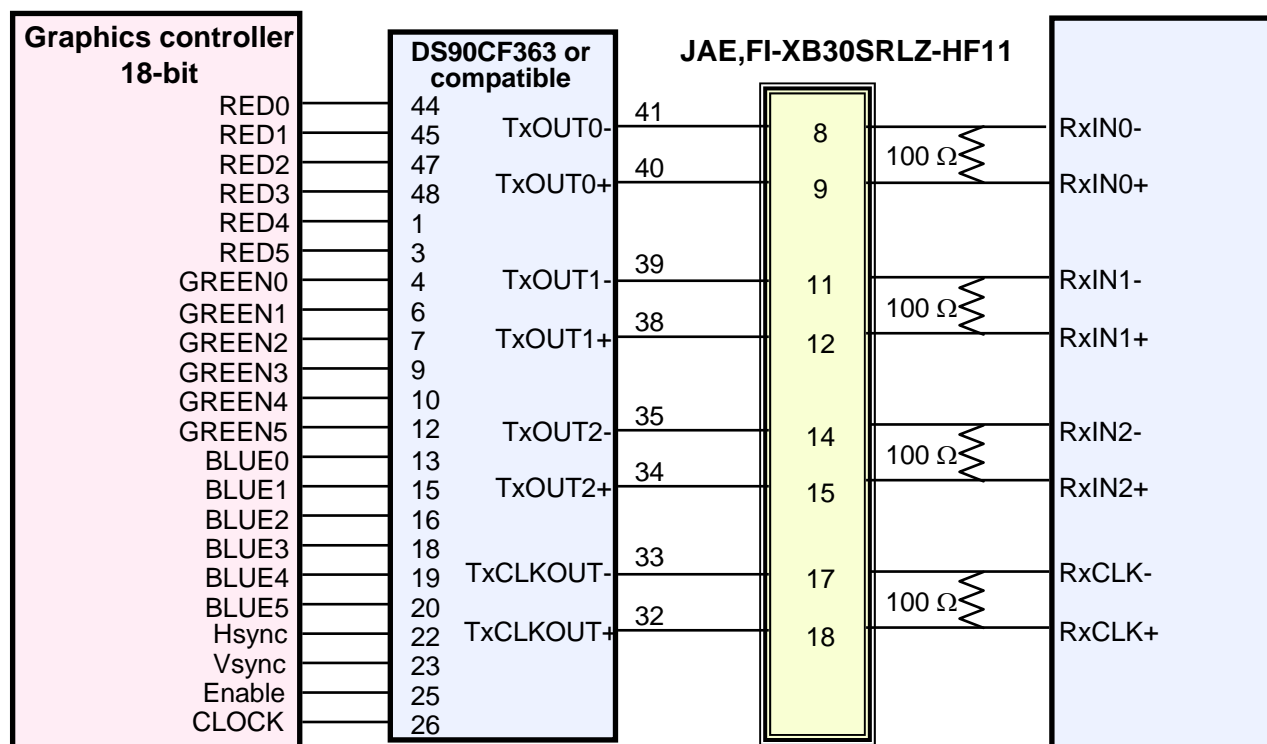 Graphics controller
18-bit
RED0
RED1
RED2
RED3
RED4
RED5
GREEN0
GREEN1
GREEN2
GREEN3
GREEN4
GREEN5
BLUE0
BLUE1
BLUE2
BLUE3
BLUE4
BLUE5
Hsync
Vsync
Enable
CLOCK
DS90CF363 or
compatible
44
45
47
48
1
3
4
6
7
9
10
12
13
15
16
18
19
20
22
23
25
26
TxOUT0-
TxOUT0+
TxOUT1-
TxOUT1+
TxOUT2-
TxOUT2+
TxCLKOUT-
TxCLKOUT+
41
40
39
38
35
34
33
32
JAE,FI-XB30SRLZ-HF11
8
9
11
12
14
15
17
18
100 Ω
100 Ω
100 Ω
100 Ω
RxIN0-
RxIN0+
RxIN1-
RxIN1+
RxIN2-
RxIN2+
RxCLK-
RxCLK+